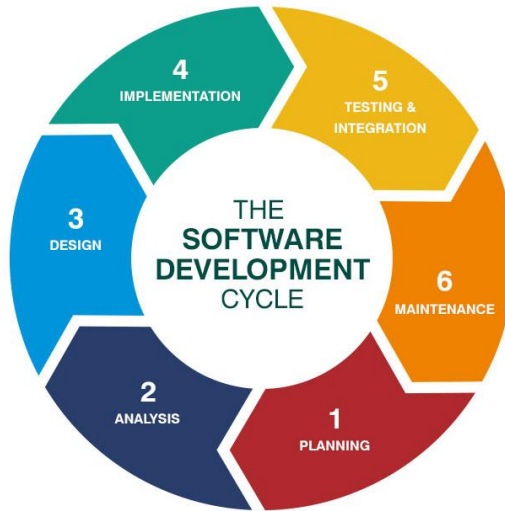 THE
SOFTWARE
DEVELOPMENT
CYCLE
1
PLANNING
2
ANALYSIS
3
DESIGN
4
IMPLEMENTATION
5
TESTING &
INTEGRATION
6
MAINTENANCE